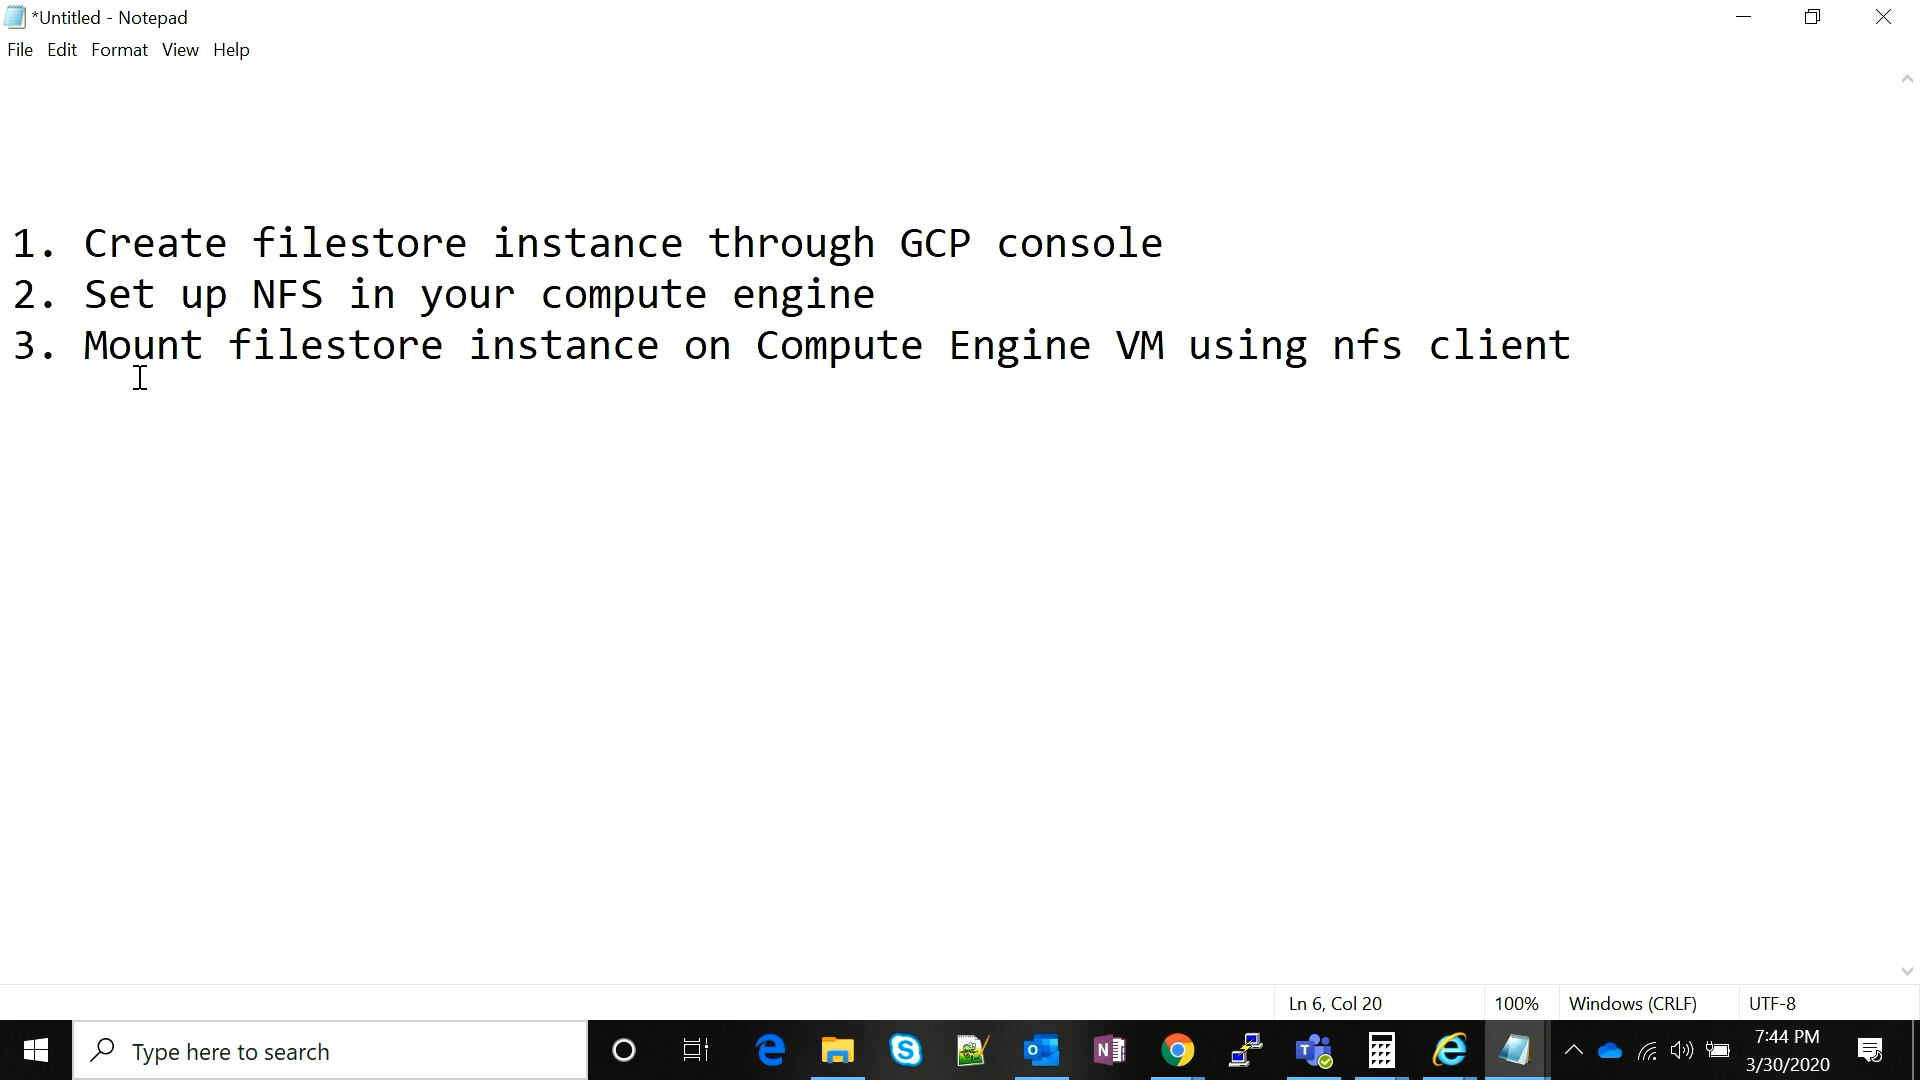 *Untitled - Notepad
File Edit Format View Help
1. Create filestore instance through GCP console
2. Set up NFS in your compute engine
3. Mount filestore instance on Compute Engine VM using nfs client
Ln 6, Col 20 100% Windows (CRLF) UTF-8
Type here to search
7:44 PM
3/30/2020